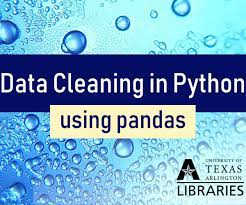 Data Cleaning in Python
using pandas
UNIVERSITY OF
TEXAS
ARLINGTON
LIBRARIES